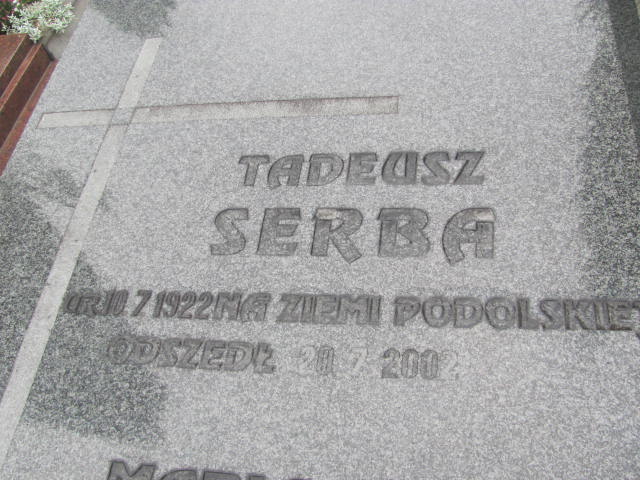 TADEUSZ
SERBA
UR. 10.7 1922 NA ZIEMI PODOLSKIE
ODSZEDŁ 20 7 2002